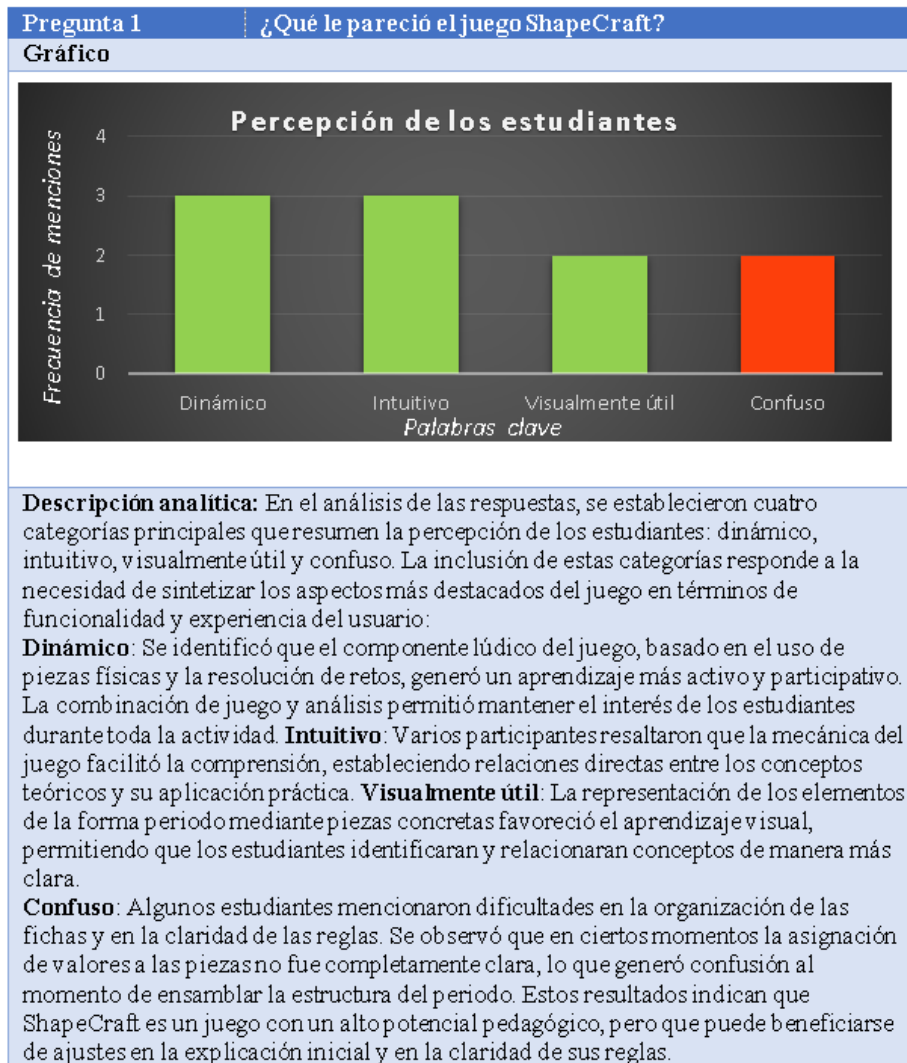 Pregunta 1 ¿Qué le pareció el juego ShapeCraft?
Gráfico
Percepción de los estudiantes
Frecuencia de menciones
4
3
2
1
0
Dinámico Intuitivo Visualmente útil Confuso
Palabras clave
Descripción analítica: En el análisis de las respuestas, se establecieron cuatro
categorías principales que resumen la percepción de los estudiantes: dinámico,
intuitivo, visualmente útil y confuso. La inclusión de estas categorías responde a la
necesidad de sintetizar los aspectos más destacados del juego en términos de
funcionalidad y experiencia del usuario:
Dinámico: Se identificó que el componente lúdico del juego, basado en el uso de
piezas físicas y la resolución de retos, generó un aprendizaje más activo y participativo.
La combinación de juego y análisis permitió mantener el interés de los estudiantes
durante toda la actividad. Intuitivo: Varios participantes resaltaron que la mecánica del
juego facilitó la comprensión, estableciendo relaciones directas entre los conceptos
teóricos y su aplicación práctica. Visualmente útil: La representación de los elementos
de la forma periodo mediante piezas concretas favoreció el aprendizaje visual,
permitiendo que los estudiantes identificaran y relacionaran conceptos de manera más
clara.
Confuso: Algunos estudiantes mencionaron dificultades en la organización de las
fichas y en la claridad de las reglas. Se observó que en ciertos momentos la asignación
de valores a las piezas no fue completamente clara, lo que generó confusión al
momento de ensamblar la estructura del periodo. Estos resultados indican que
ShapeCraft es un juego con un alto potencial pedagógico, pero que puede beneficiarse
de ajustes en la explicación inicial y en la claridad de sus reglas.